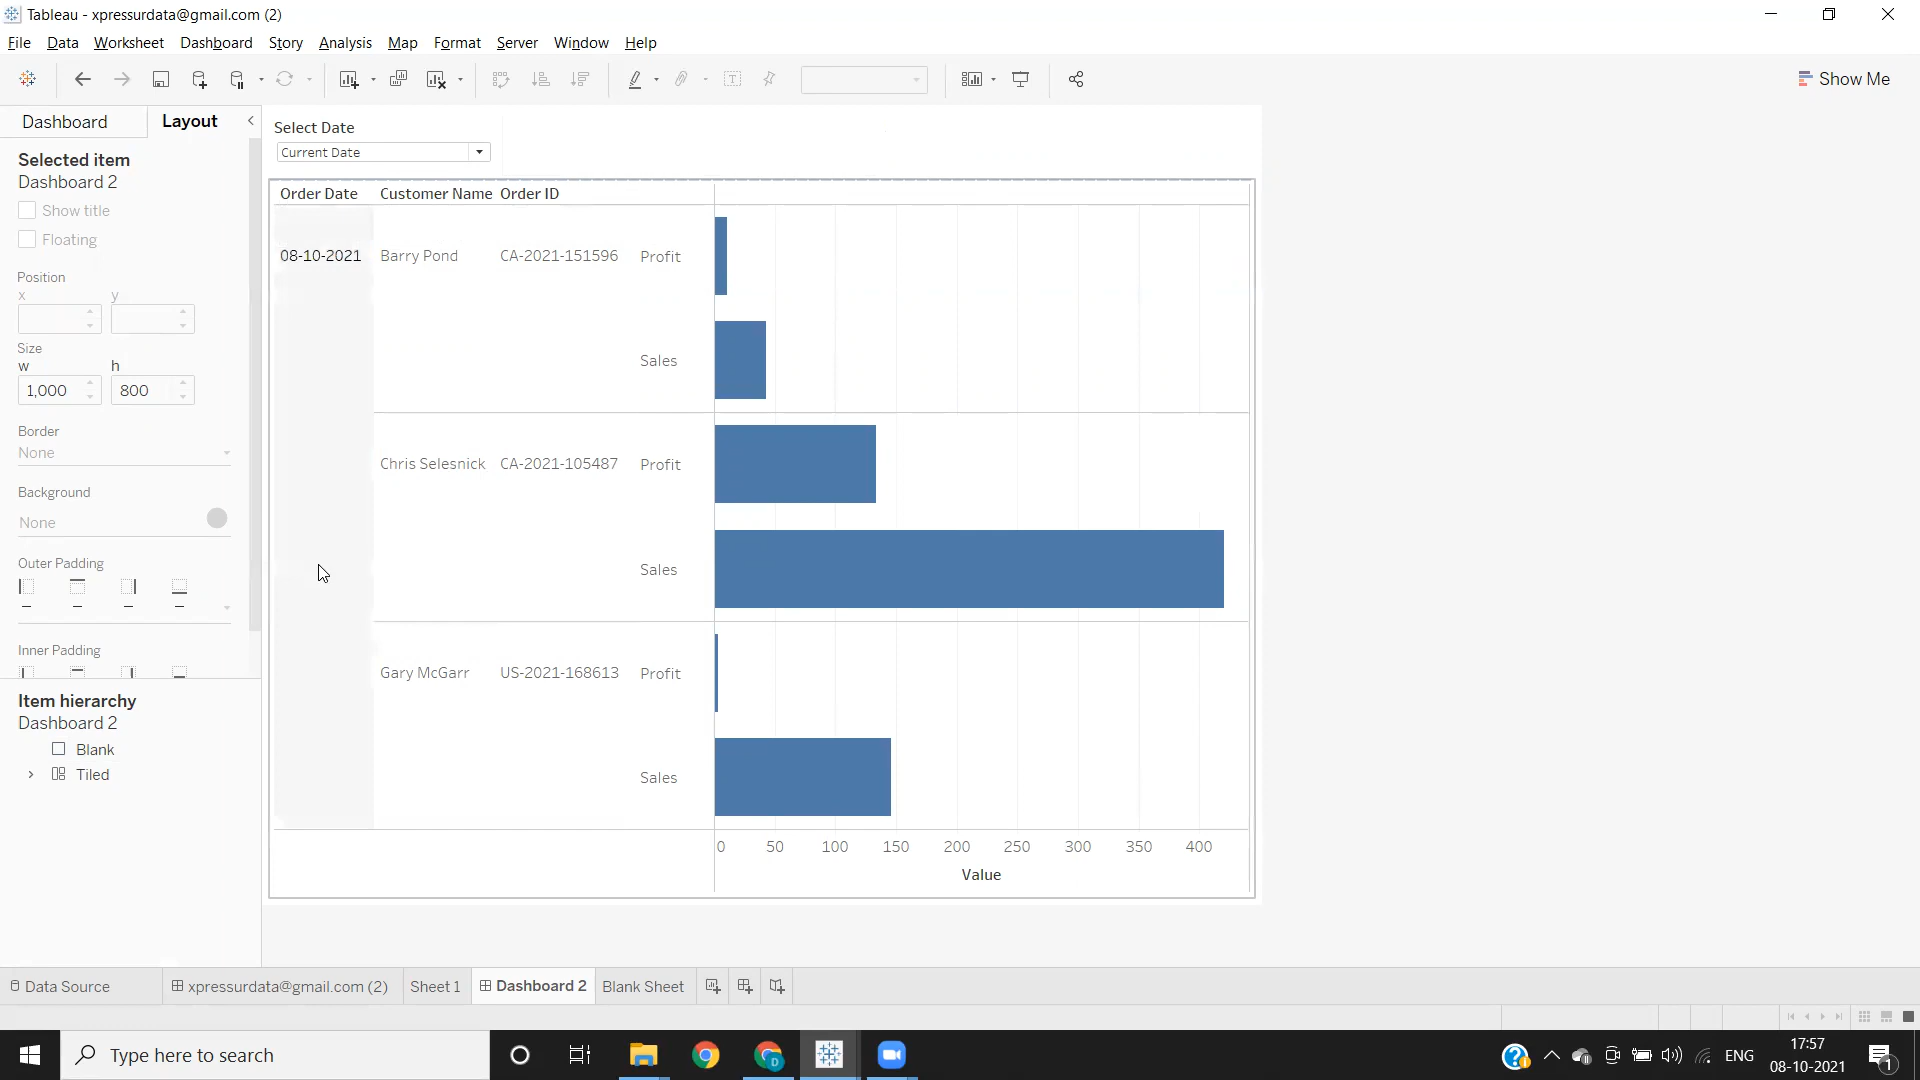 Tableau - xpressurdata@gmail.com (2)
File Data Worksheet Dashboard Story Analysis Map Format Server Window Help
Show Me
Dashboard Layout
Selected item
Dashboard 2
Show title
Floating
Position
x y
Size
w h
1,000 800
Border
None
Background
None
Outer Padding
Inner Padding
Item hierarchy
Dashboard 2
Blank
Tiled
Select Date
Current Date
Order Date Customer Name Order ID
08-10-2021 Barry Pond CA-2021-151596 Profit
Sales
Chris Selesnick CA-2021-105487 Profit
Sales
Gary McGarr US-2021-168613 Profit
Sales
0 50 100 150 200 250 300 350 400
Value
Data Source xpressurdata@gmail.com (2) Sheet 1 Dashboard 2 Blank Sheet
Type here to search
ENG
17:57
08-10-2021
1